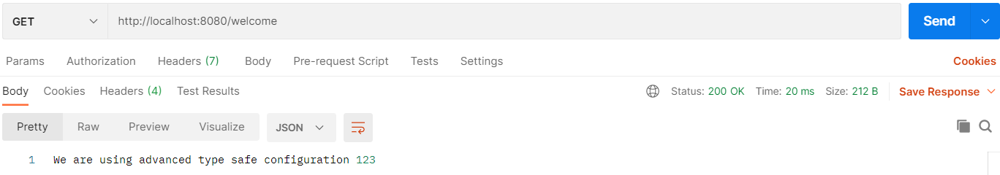 GET http://localhost:8080/welcome Send
Params Authorization Headers (7) Body Pre-request Script Tests Settings Cookies
Body Cookies Headers (4) Test Results Status: 200 OK Time: 20 ms Size: 212 B Save Response
Pretty Raw Preview Visualize JSON
1 We are using advanced type safe configuration 123